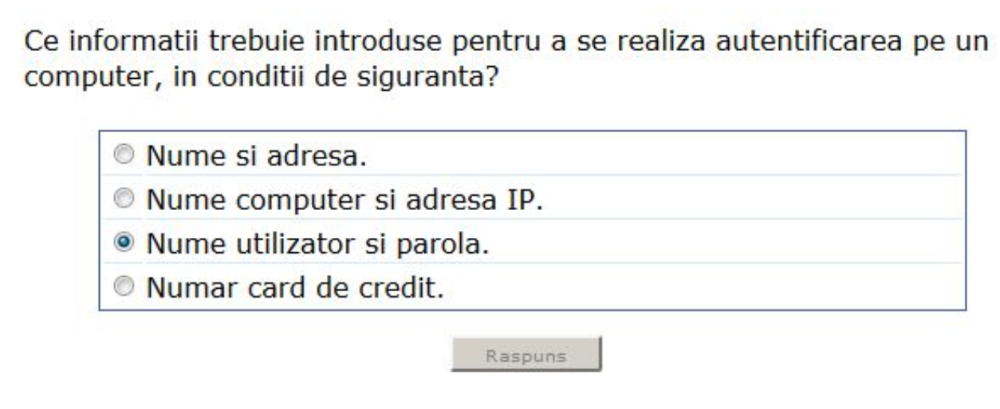 Ce informatii trebuie introduse pentru a se realiza autentificarea pe un
computer, in conditii de siguranta?
Nume si adresa.
Nume computer si adresa IP.
Nume utilizator si parola.
Numar card de credit.
Raspuns